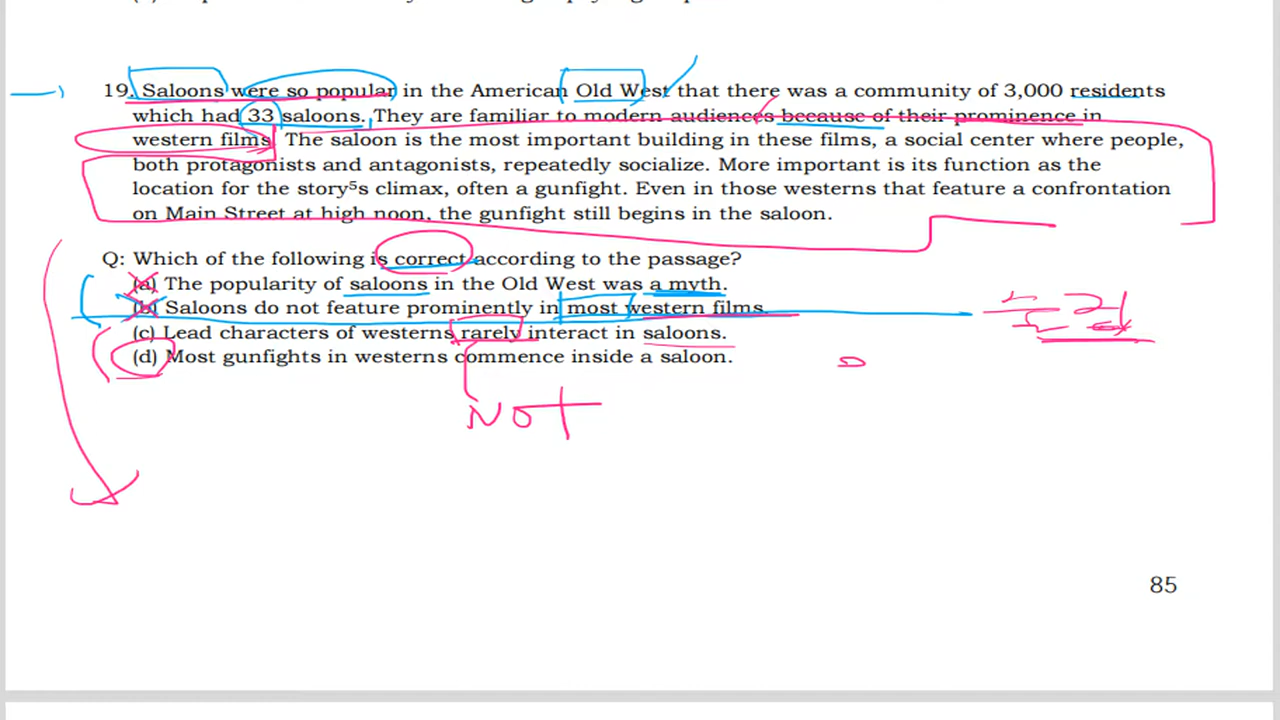 19. Saloons were so popular in the American Old West that there was a community of 3,000 residents
which had 33 saloons. They are familiar to modern audiences because of their prominence in
western films. The saloon is the most important building in these films, a social center where people,
both protagonists and antagonists, repeatedly socialize. More important is its function as the
location for the story⁵s climax, often a gunfight. Even in those westerns that feature a confrontation
on Main Street at high noon, the gunfight still begins in the saloon.
Q: Which of the following is correct according to the passage?
(a) The popularity of saloons in the Old West was a myth.
(b) Saloons do not feature prominently in most western films.
(c) Lead characters of westerns rarely interact in saloons.
(d) Most gunfights in westerns commence inside a saloon.
NOT
85